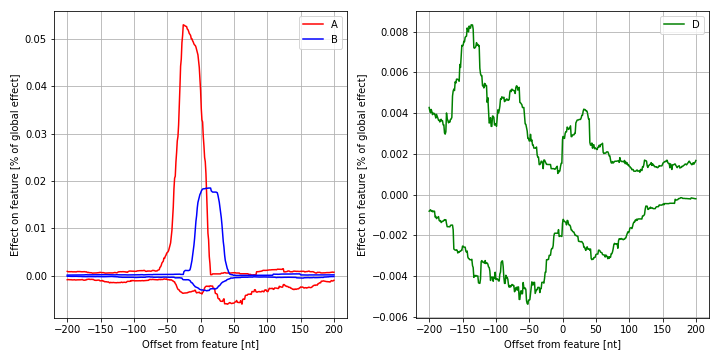 A
B
0.05
0.04
0.03
0.02
0.01
0.00
Effect on feature [% of global effect]
−200 −150 −100 −50 0 50 100 150 200
Offset from feature [nt]
D
0.008
0.006
0.004
0.002
0.000
−0.002
−0.004
−0.006
Effect on feature [% of global effect]
−200 −150 −100 −50 0 50 100 150 200
Offset from feature [nt]